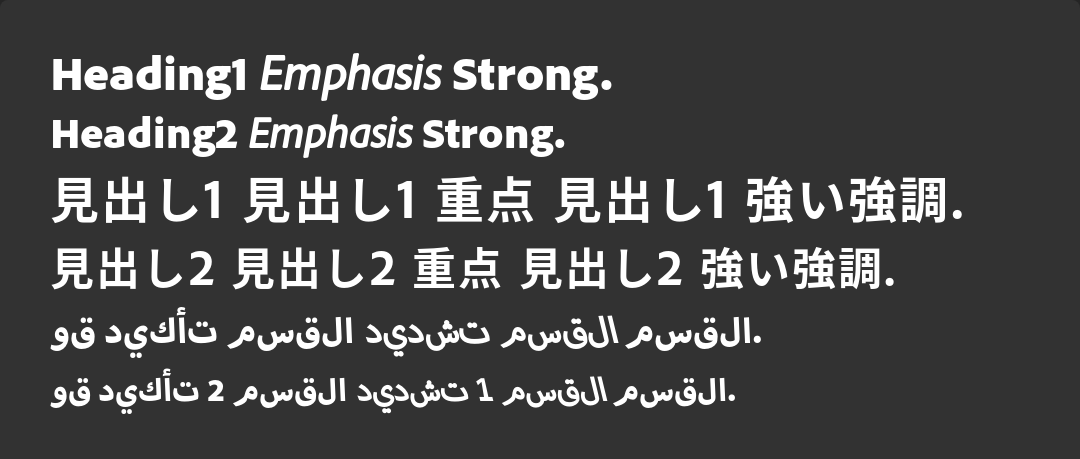 Heading1 Emphasis Strong.
Heading2 Emphasis Strong.
見出し1 見出し1 重点 見出し1 強い強調.
見出し2 見出し2 重点 見出し2 強い強調.
القسم القسم تشديد القسم تأكيد قو.
القسم القسم 1 تشديد القسم 2 تأكيد قو.